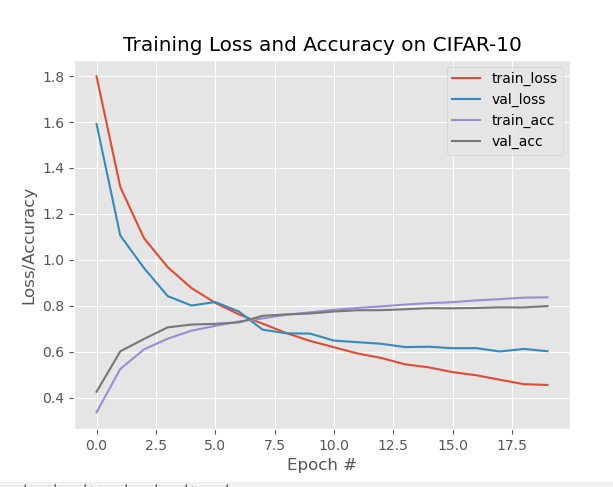 Training Loss and Accuracy on CIFAR-10
train_loss
val_loss
train_acc
val_acc
Loss/Accuracy
1.8
1.6
1.4
1.2
1.0
0.8
0.6
0.4
0.0 2.5 5.0 7.5 10.0 12.5 15.0 17.5
Epoch #